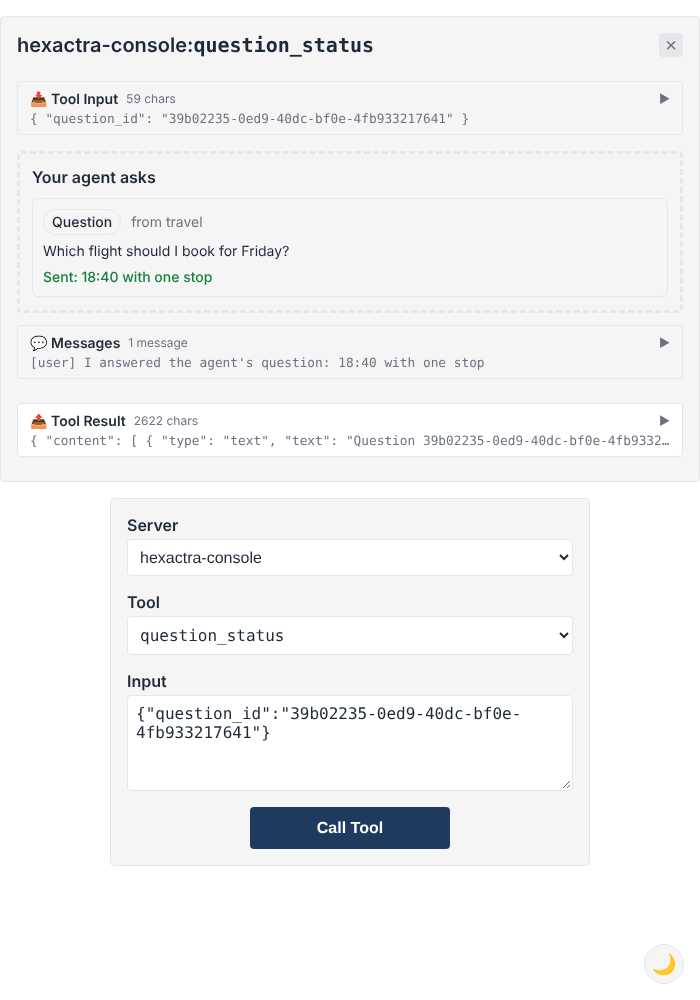 hexactra-console:question_status
✕
📥 Tool Input 59 chars ▶
{ "question_id": "39b02235-0ed9-40dc-bf0e-4fb933217641" }
Your agent asks
Question from travel
Which flight should I book for Friday?
Sent: 18:40 with one stop
💬 Messages 1 message ▶
[user] I answered the agent's question: 18:40 with one stop
📤 Tool Result 2622 chars ▶
{ "content": [ { "type": "text", "text": "Question 39b02235-0ed9-40dc-bf0e-4fb9332…
Server
hexactra-console
Tool
question_status
Input
{"question_id":"39b02235-0ed9-40dc-bf0e-
4fb933217641"}
Call Tool